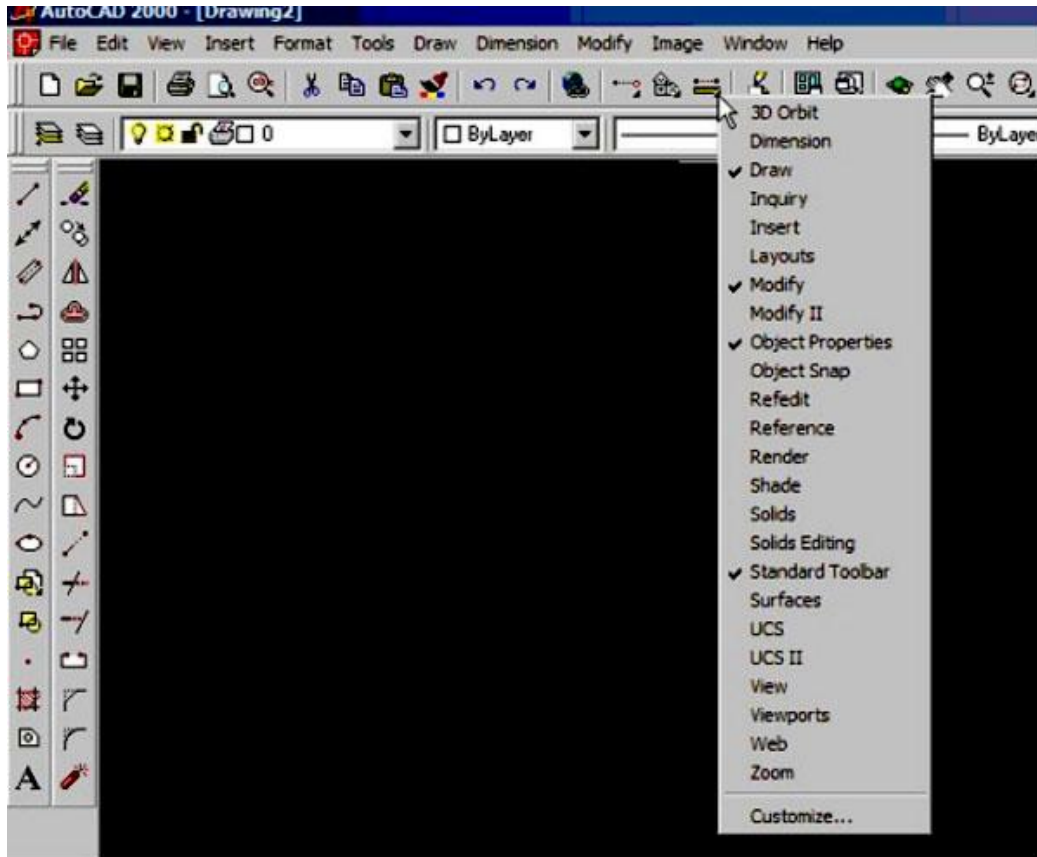 AutoCAD 2000 - [Drawing2]
File Edit View Insert Format Tools Draw Dimension Modify Image Window Help
0 ByLayer ByLaye
3D Orbit
Dimension
Draw
Inquiry
Insert
Layouts
Modify
Modify II
Object Properties
Object Snap
Refedit
Reference
Render
Shade
Solids
Solids Editing
Standard Toolbar
Surfaces
UCS
UCS II
View
Viewports
Web
Zoom
Customize...
A